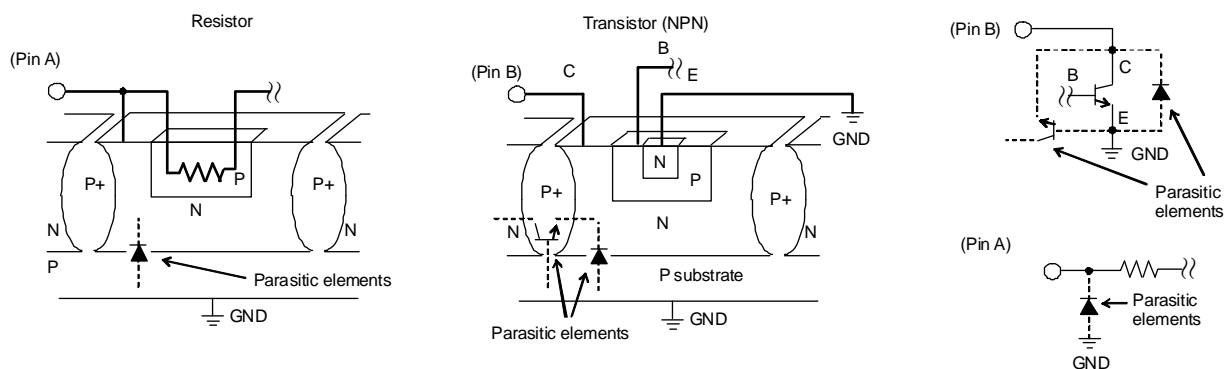 Resistor
(Pin A)
P+
P
P+
N
N
N
P
Parasitic elements
GND
Transistor (NPN)
(Pin B)
C
B
E
GND
N
P
P+
P+
N
N
N
P substrate
Parasitic elements
GND
(Pin B)
C
B
E
GND
Parasitic
elements
(Pin A)
Parasitic
elements
GND